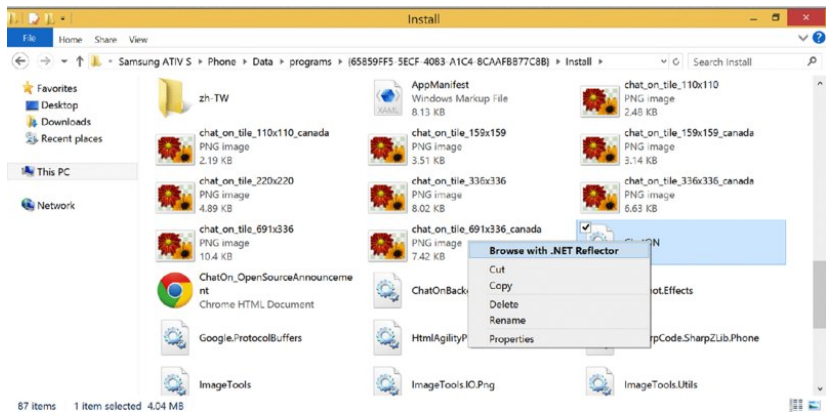 Install
File Home Share View
Samsung ATIV S Phone Data programs {65859FF5-5ECF-4083-A1C4-8CAAFBB77C8B} Install Search Install
Favorites
Desktop
Downloads
Recent places
This PC
Network
zh-TW
AppManifest
Windows Markup File
8.13 KB
XAML
chat_on_tile_110x110
PNG image
2.48 KB
chat_on_tile_110x110_canada
PNG image
2.19 KB
chat_on_tile_159x159
PNG image
3.51 KB
chat_on_tile_159x159_canada
PNG image
3.14 KB
chat_on_tile_220x220
PNG image
4.89 KB
chat_on_tile_336x336
PNG image
8.02 KB
chat_on_tile_336x336_canada
PNG image
6.63 KB
chat_on_tile_691x336
PNG image
10.4 KB
chat_on_tile_691x336_canada
PNG image
7.42 KB
Browse with .NET Reflector
Cut
Copy
Delete
Rename
Properties
ChatOn_OpenSourceAnnounceme
nt
Chrome HTML Document
ChatOnBack
ot.Effects
Google.ProtocolBuffers
HtmlAgilityP
rpCode.SharpZLib.Phone
ImageTools
ImageTools.IO.Png
ImageTools.Utils
87 items 1 item selected 4.04 MB